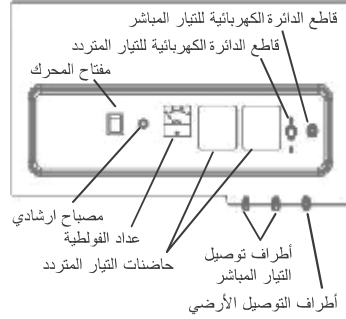 قاطع الدائرة الكهربائية للتيار المباشر
قاطع الدائرة الكهربائية للتيار المتردد
مفتاح المحرك
مصباح ارشادي
عداد الفولطية
حاضنات التيار المتردد
أطراف توصيل
التيار المباشر
أطراف التوصيل الأرضي